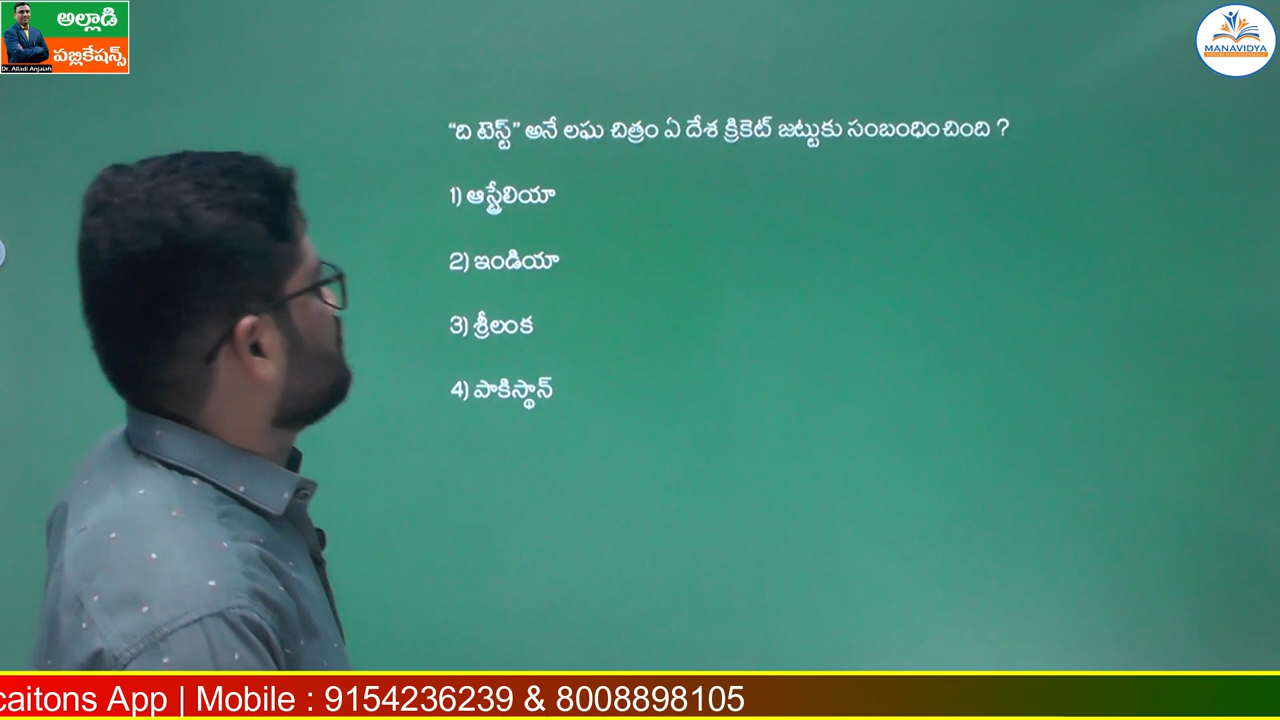 అల్లాడి
పబ్లికేషన్స్
Dr. Alladi Anjaiah
MANAVIDYA
"ది టెస్ట్" అనే లఘు చిత్రం ఏ దేశ క్రికెట్ జట్టుకు సంబంధించింది ?
1) ఆస్ట్రేలియా
2) ఇండియా
3) శ్రీలంక
4) పాకిస్థాన్
caitons App | Mobile : 9154236239 & 8008898105